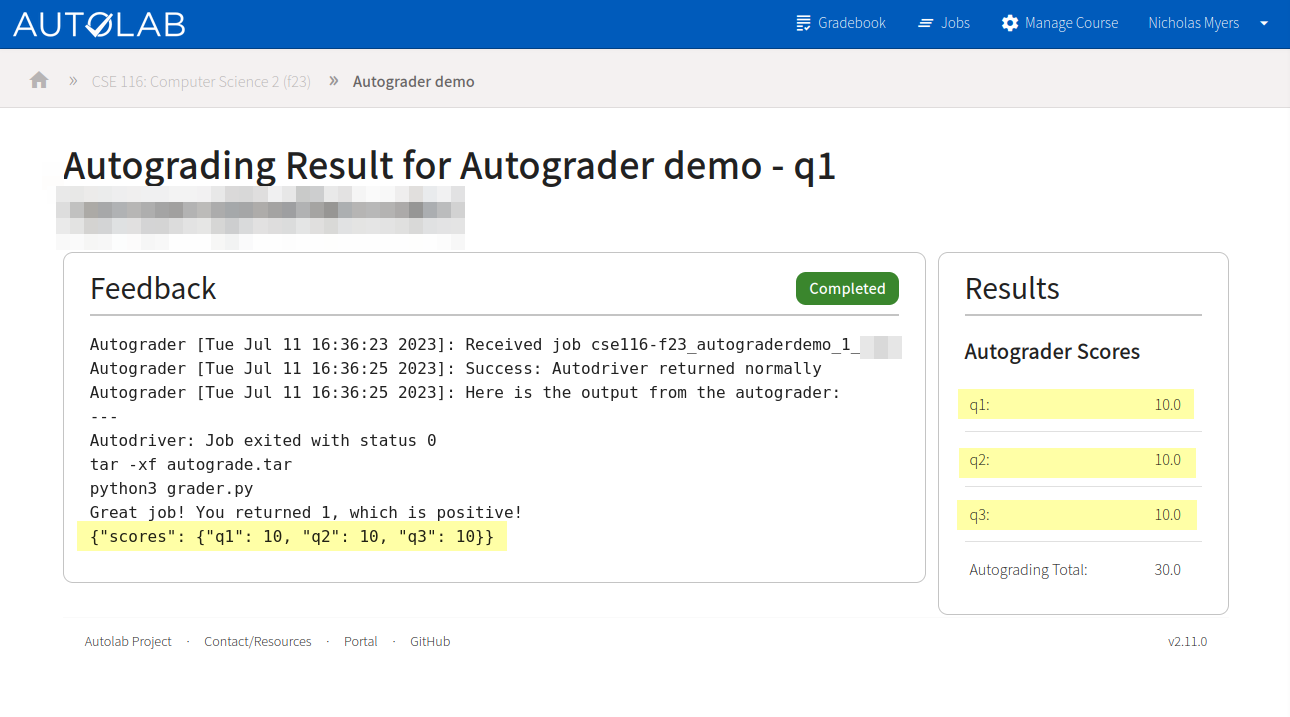 AUTOLAB
Gradebook Jobs Manage Course Nicholas Myers
» CSE 116: Computer Science 2 (f23) » Autograder demo
Autograding Result for Autograder demo - q1
Feedback
Completed
Autograder [Tue Jul 11 16:36:23 2023]: Received job cse116-f23_autograderdemo_1_
Autograder [Tue Jul 11 16:36:25 2023]: Success: Autodriver returned normally
Autograder [Tue Jul 11 16:36:25 2023]: Here is the output from the autograder:
---
Autodriver: Job exited with status 0
tar -xf autograde.tar
python3 grader.py
Great job! You returned 1, which is positive!
{"scores": {"q1": 10, "q2": 10, "q3": 10}}
Results
Autograder Scores
q1: 10.0
q2: 10.0
q3: 10.0
Autograding Total: 30.0
Autolab Project · Contact/Resources · Portal · GitHub
v2.11.0